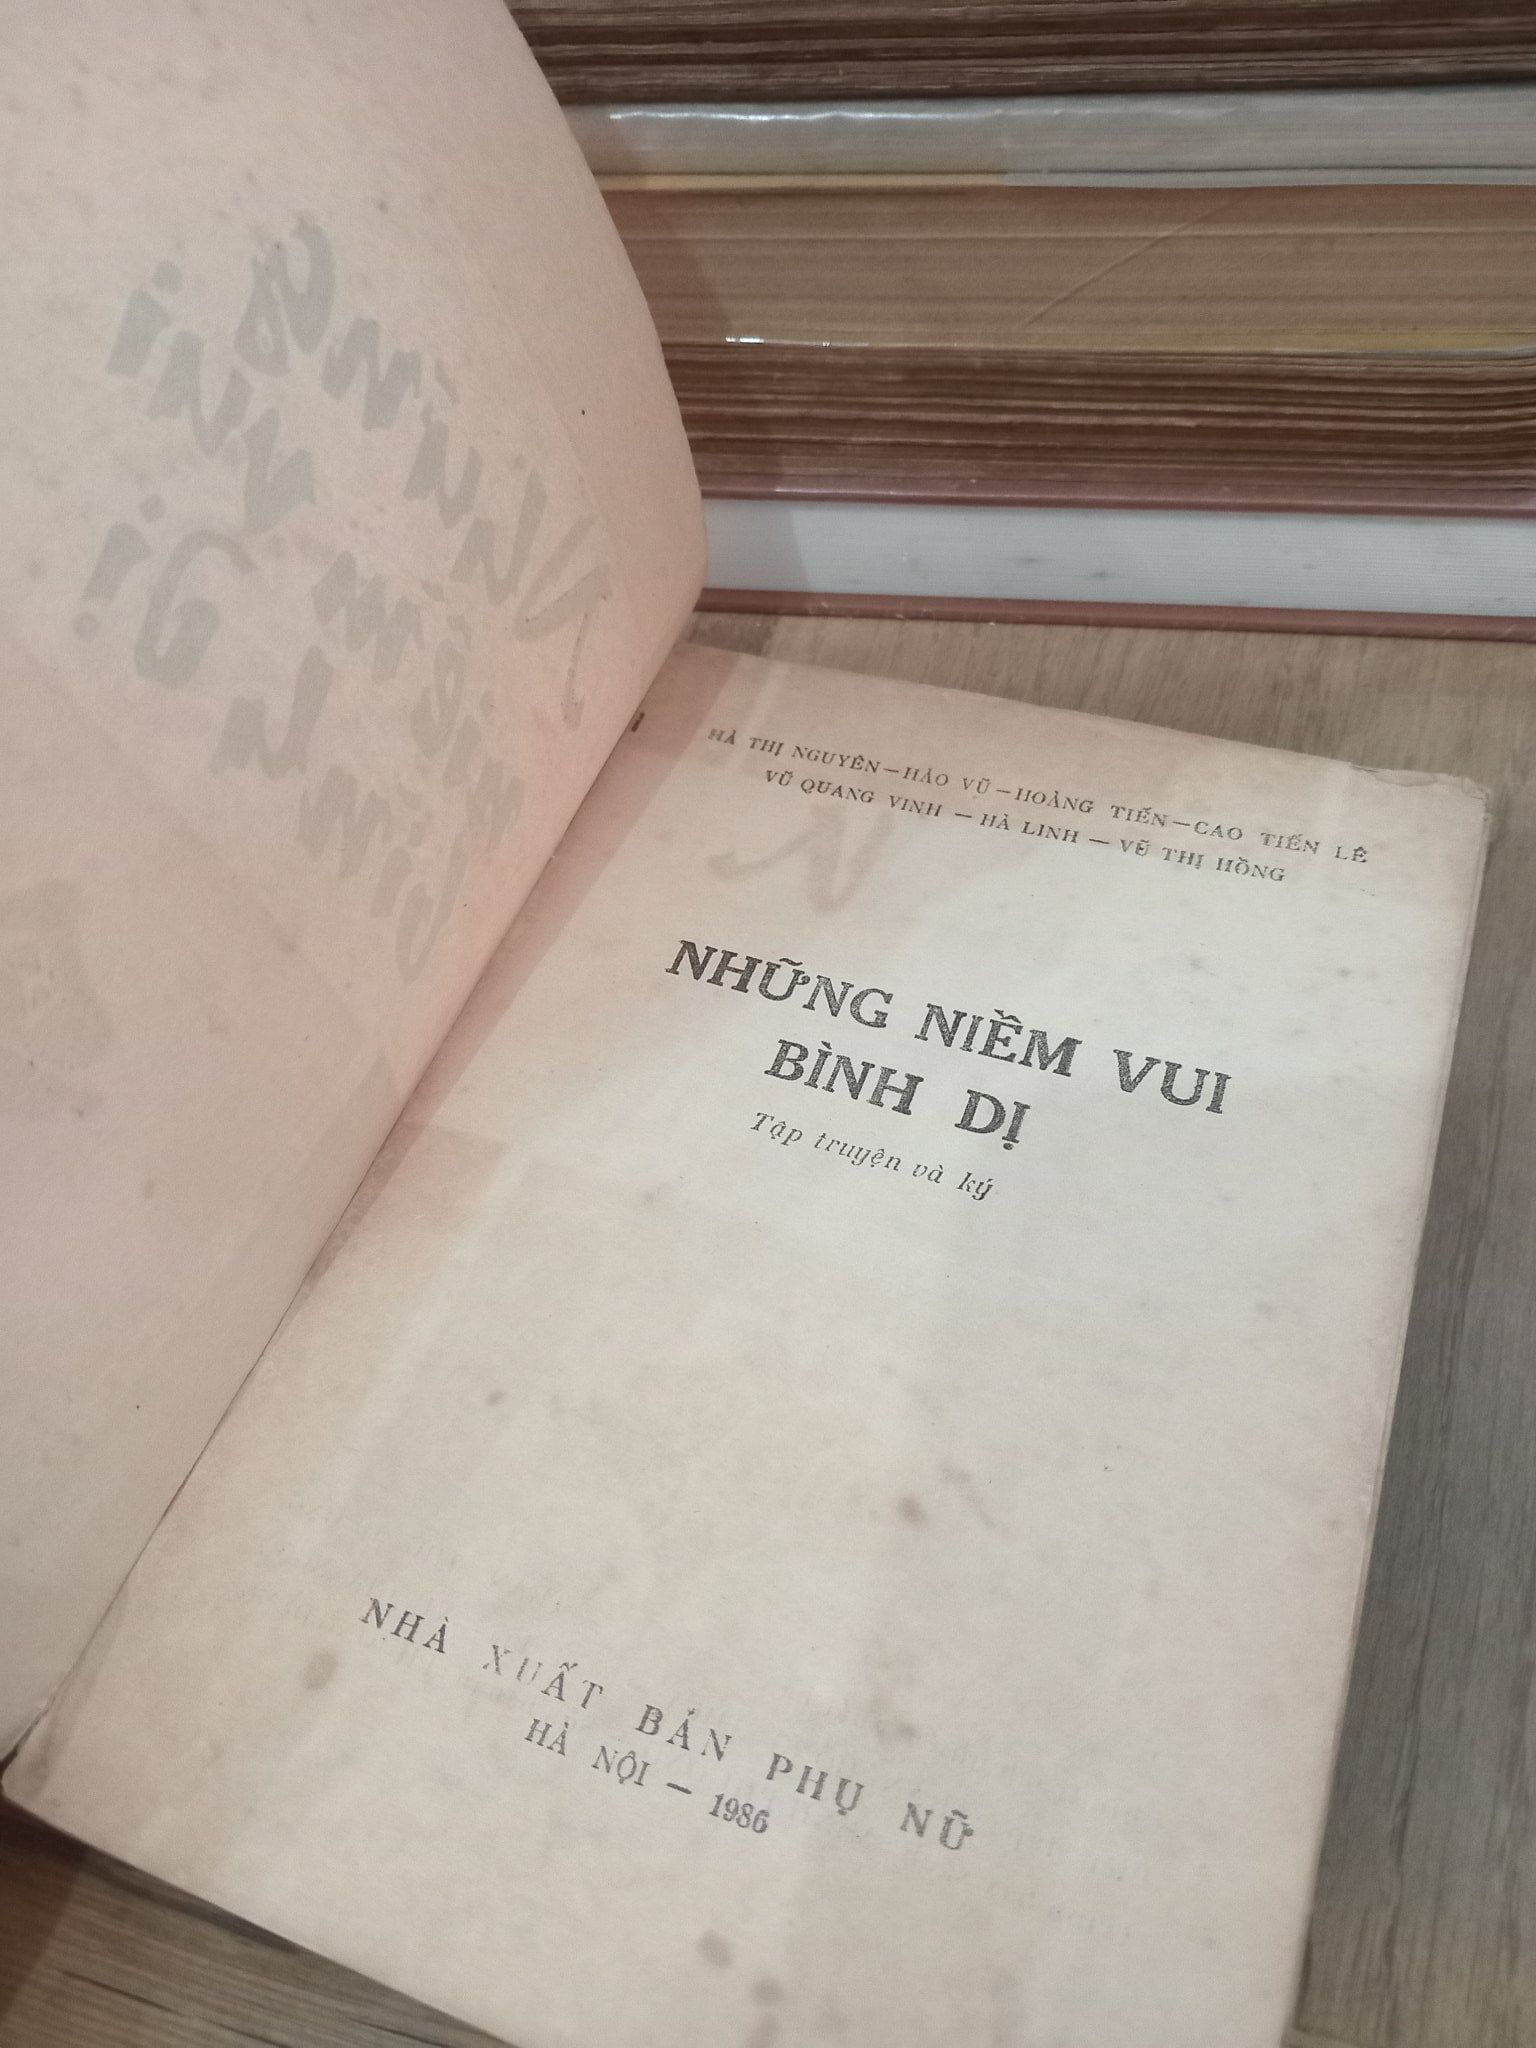 HÀ THỊ NGUYÊN — HÀO VŨ — HOÀNG TIẾN — CAO TIẾN LÊ
VŨ QUANG VINH — HÀ LINH — VŨ THỊ HỒNG
NHỮNG NIỀM VUI
BÌNH DỊ
Tập truyện và ký
NHÀ XUẤT BẢN PHỤ NỮ
HÀ NỘI — 1986